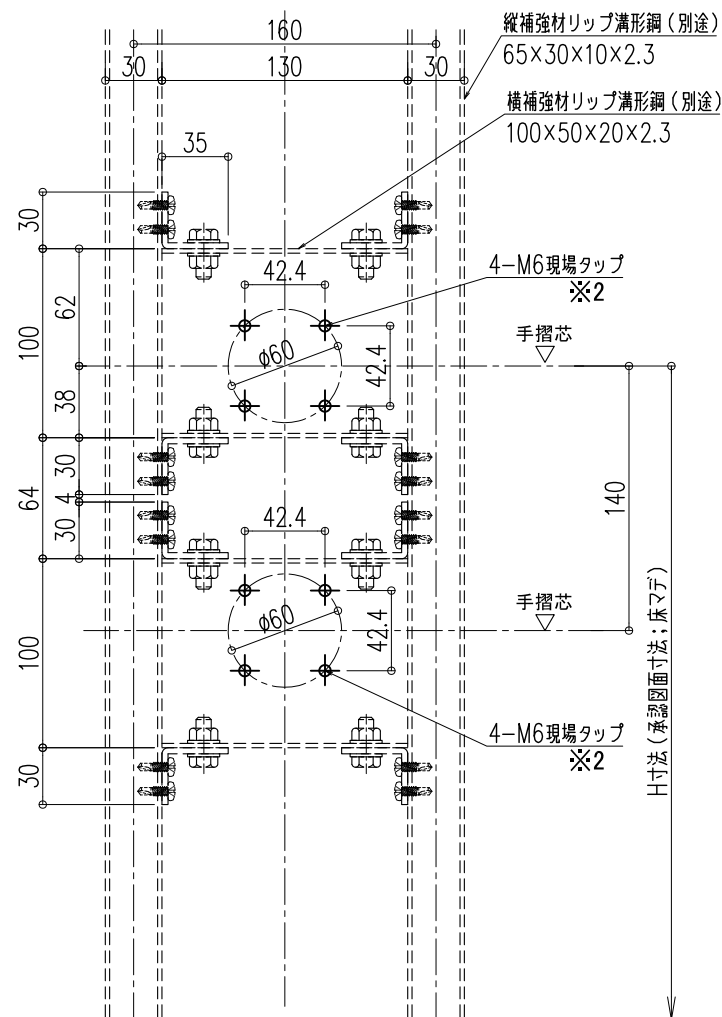 縦補強材リップ溝形鋼（別途）
65×30×10×2.3
160
30
130
30
横補強材リップ溝形鋼（別途）
100×50×20×2.3
35
30
4-M6現場タップ
※2
42.4
62
100
手摺芯
φ60
42.4
38
30
64
4
30
140
42.4
手摺芯
φ60
42.4
100
H寸法（承認図面寸法；床マデ）
4-M6現場タップ
※2
30